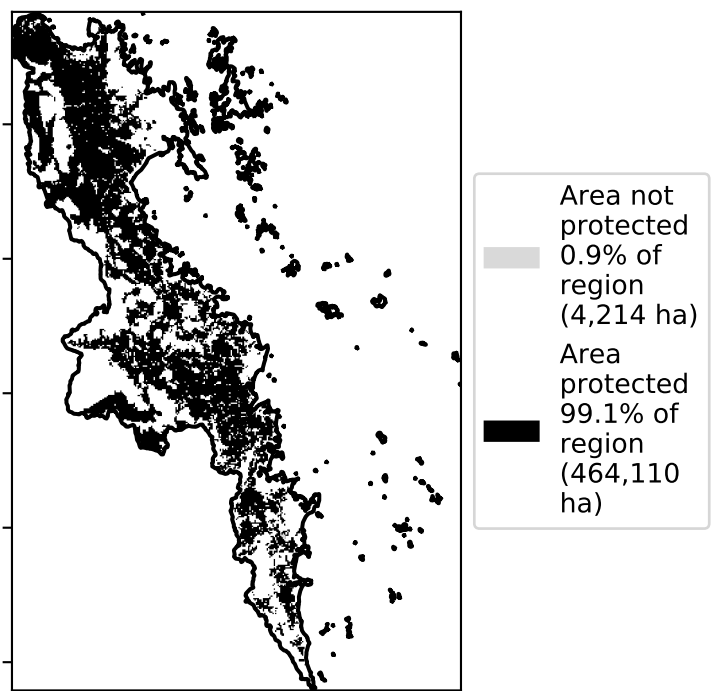 Area not
protected
0.9% of
region
(4,214 ha)
Area
protected
99.1% of
region
(464,110
ha)